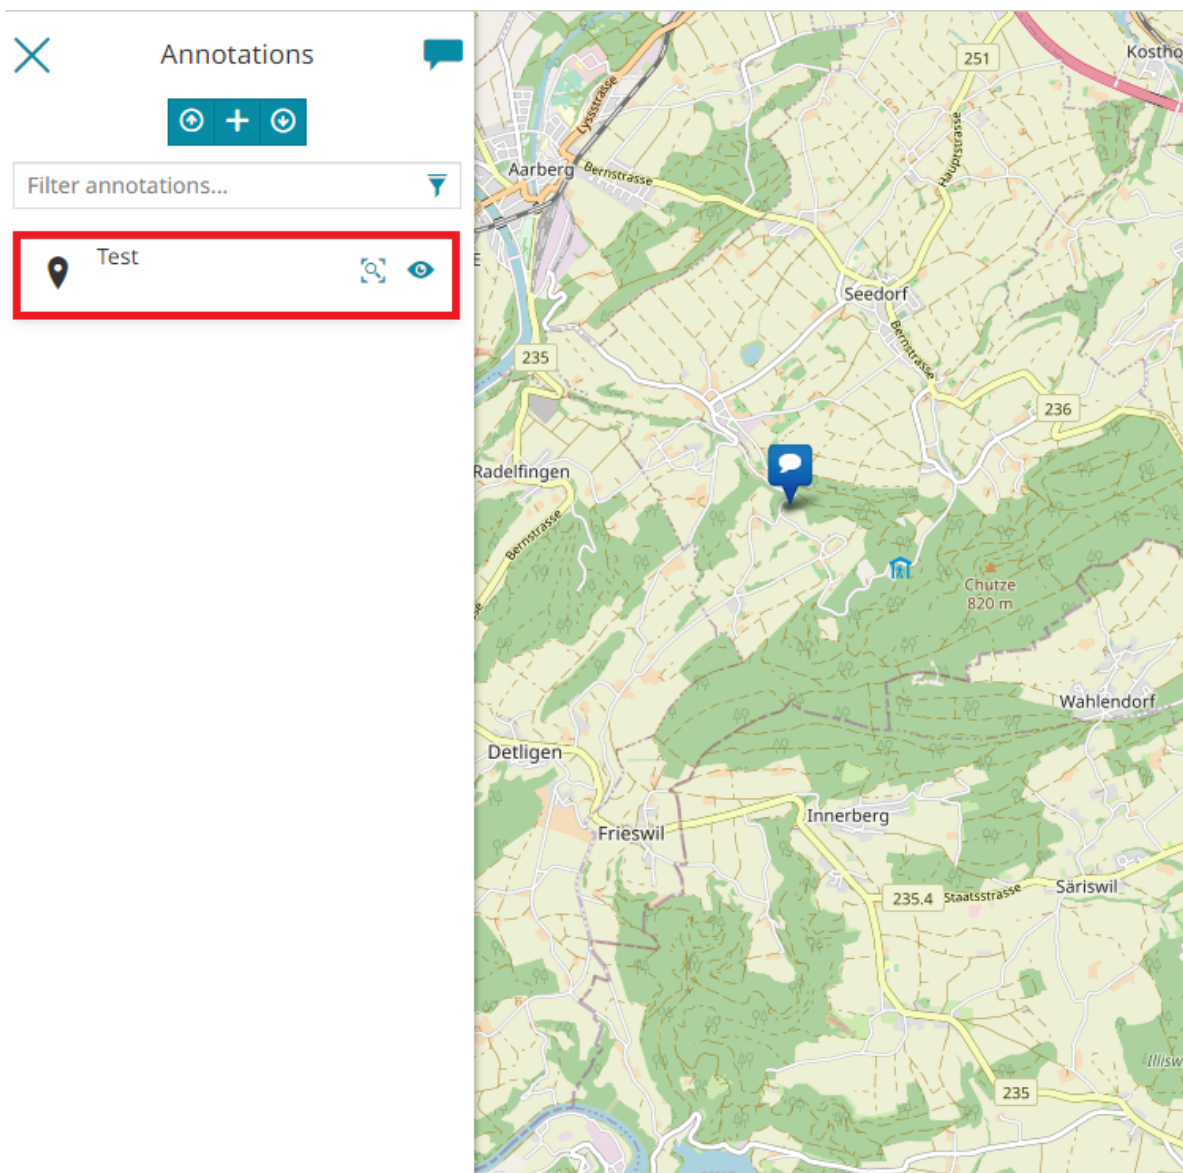 Annotations
Filter annotations...
Test
251
Lyssstrasse
Hauptstrasse
Aarberg
Bernstrasse
E
Seedorf
Bernstrasse
235
236
Radelfingen
Bernstrasse
Chutze
820 m
Wahlendorf
Detligen
Innerberg
Frieswil
235.4
Staatsstrasse
Säriswil
Illisw
235